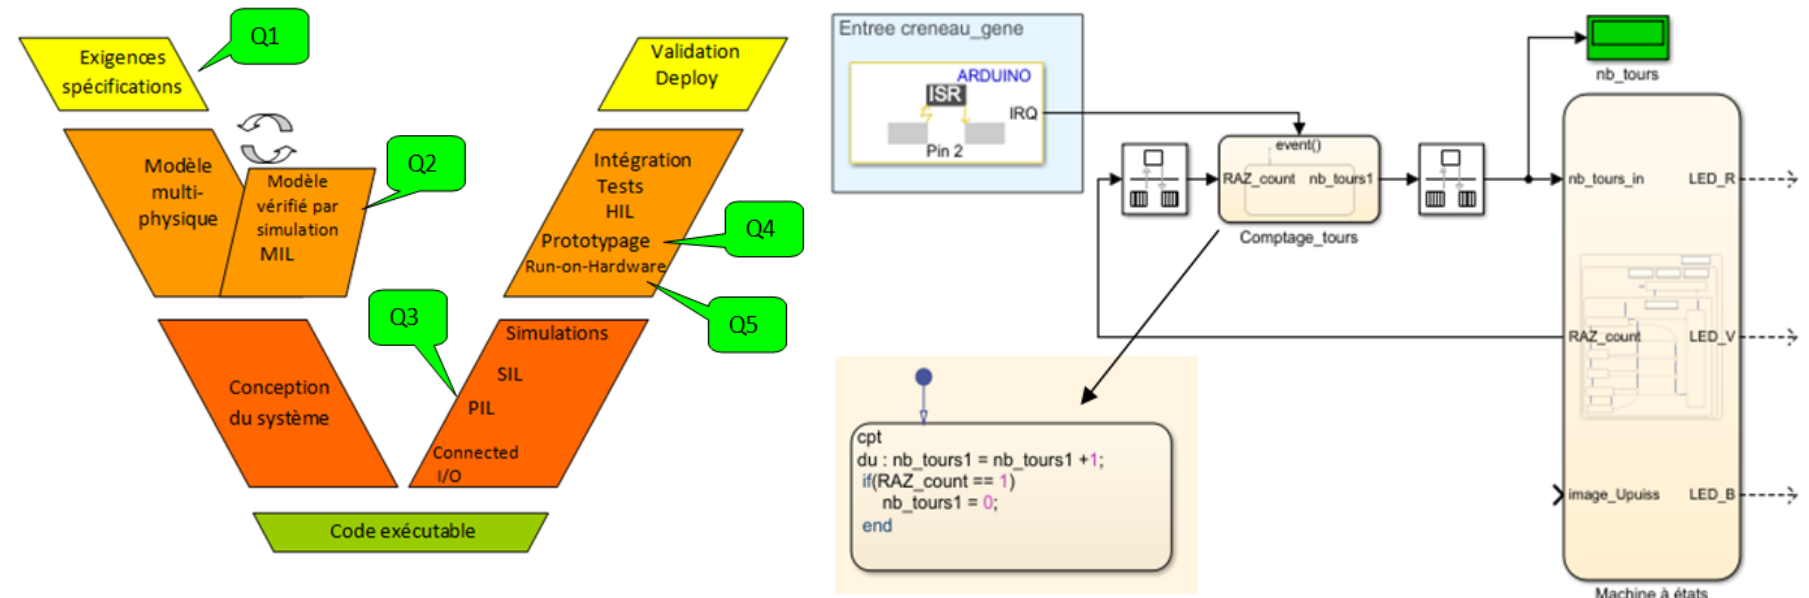 Q1
Exigences
spécifications
Validation
Deploy
Q2
Modèle
multi-
physique
Modèle
vérifié par
simulation
MIL
Intégration
Tests
HIL
Prototypage
Run-on-Hardware
Q4
Q5
Q3
Conception
du système
Simulations
SIL
PIL
Connected
I/O
Code exécutable
Entree creneau_gene
ARDUINO
ISR
IRQ
Pin 2
event()
RAZ_count nb_tours1
Comptage_tours
nb_tours
nb_tours_in LED_R
RAZ_count LED_V
image_Upuiss LED_B
Machine à états
cpt
du : nb_tours1 = nb_tours1 +1;
if(RAZ_count == 1)
nb_tours1 = 0;
end